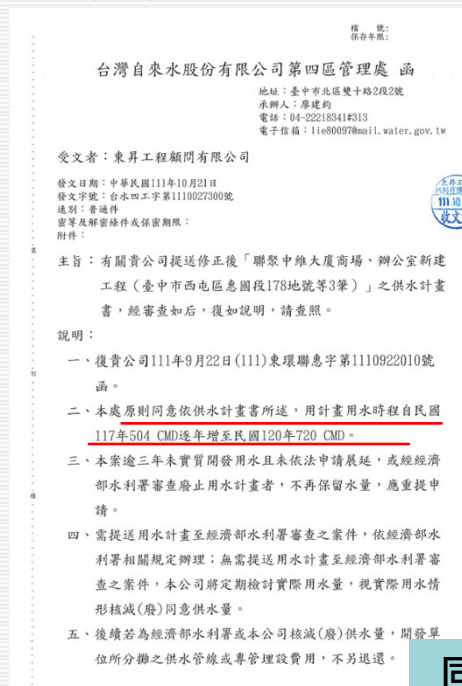 檔　號：
保存年限：
台灣自來水股份有限公司第四區管理處 函
地址：臺中市北區雙十路2段2號
承辦人：廖建鈞
電話：04-22218341#313
電子信箱：lie80097@mail.water.gov.tw
受文者：東昇工程顧問有限公司
發文日期：中華民國111年10月21日
發文字號：台水四工字第1110027300號
速別：普通件
密等及解密條件或保密期限：
附件：
111.10.
收文
主旨：有關貴公司提送修正後「聯聚中維大廈商場、辦公室新建
工程（臺中市西屯區惠國段178地號等3筆）」之供水計畫
書，經審查如后，復如說明，請查照。
說明：
一、復貴公司111年9月22日(111)東環聯惠字第1110922010號
函。
二、本處原則同意依供水計畫書所述，用計畫用水時程自民國
117年504 CMD逐年增至民國120年720 CMD。
三、本案逾三年未實質開發用水且未依法申請展延，或經經濟
部水利署審查廢止用水計畫者，不再保留水量，應重提申
請。
四、需提送用水計畫至經濟部水利署審查之案件，依經濟部水
利署相關規定辦理；無需提送用水計畫至經濟部水利署審
查之案件，本公司將定期檢討實際用水量，視實際用水情
形核減(廢)同意供水量。
五、後續若為經濟部水利署或本公司核減(廢)供水量，開發單
位所分攤之供水管線或專管埋設費用，不另退還。